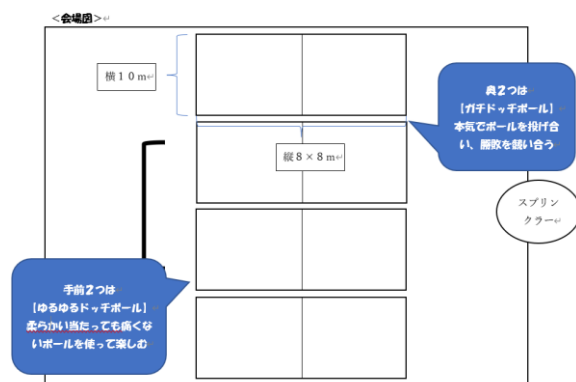 ＜会場図＞
横１０ｍ
奥２つは
【ガチドッチボール】
本気でボールを投げ合
い、勝敗を競い合う
縦８×８ｍ
スプリン
クラー
手前２つは
【ゆるゆるドッチボール】
柔らかい当たっても痛くな
いボールを使って楽しむ